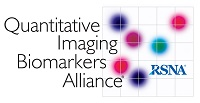 Quantitative
Imaging
Biomarkers
Alliance®
RSNA®